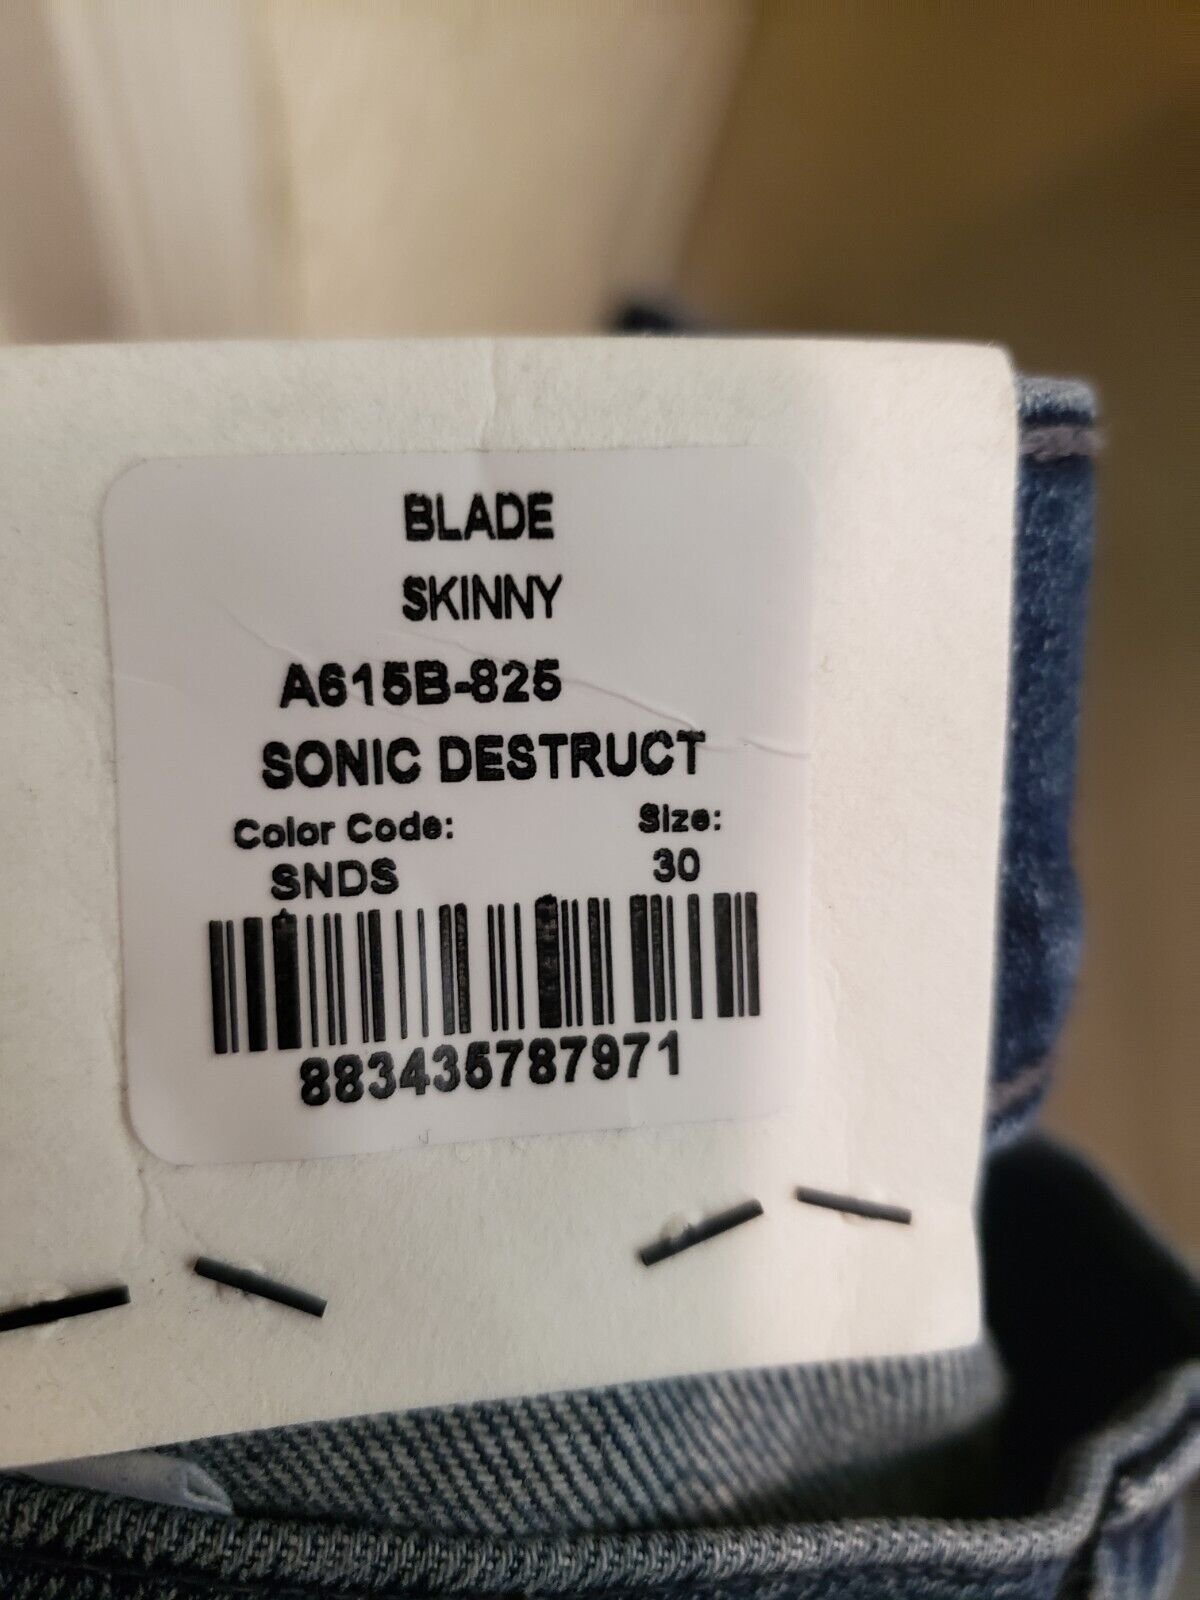 BLADE
SKINNY
A615B-825
SONIC DESTRUCT
Color Code: Size:
SNDS 30
883435787971